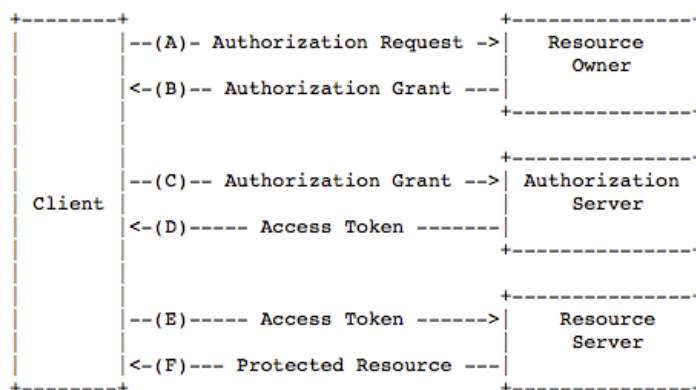 +--------+                               +---------------+
|        |--(A)- Authorization Request ->|   Resource
|        |                               |     Owner
|        |<-(B)-- Authorization Grant ---|
|        |                               +---------------+
|        |
|        |                               +---------------+
|        |--(C)-- Authorization Grant -->| Authorization
| Client |                               |     Server
|        |<-(D)----- Access Token -------|
|        |                               +---------------+
|        |
|        |                               +---------------+
|        |--(E)----- Access Token ------>|    Resource
|        |                               |     Server
|        |<-(F)--- Protected Resource ---|
+--------+                               +---------------+